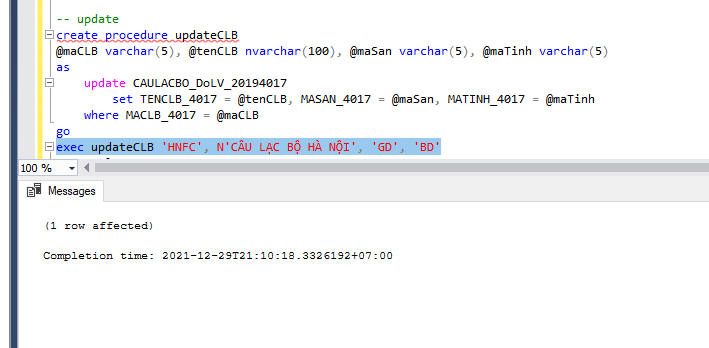 -- update
create procedure updateCLB
@maCLB varchar(5), @tenCLB nvarchar(100), @maSan varchar(5), @maTinh varchar(5)
as
update CAULACBO_DoLV_20194017
set TENCLB_4017 = @tenCLB, MASAN_4017 = @maSan, MATINH_4017 = @maTinh
where MACLB_4017 = @maCLB
go
exec updateCLB 'HNFC', N'CÂU LẠC BỘ HÀ NỘI', 'GD', 'BD'
100 %
Messages
(1 row affected)
Completion time: 2021-12-29T21:10:18.3326192+07:00